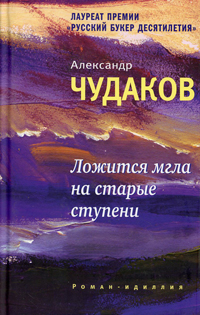 ЛАУРЕАТ ПРЕМИИ
«РУССКИЙ БУКЕР ДЕСЯТИЛЕТИЯ»
Александр
ЧУДАКОВ
Ложится мгла
на старые
ступени
Роман-идиллия